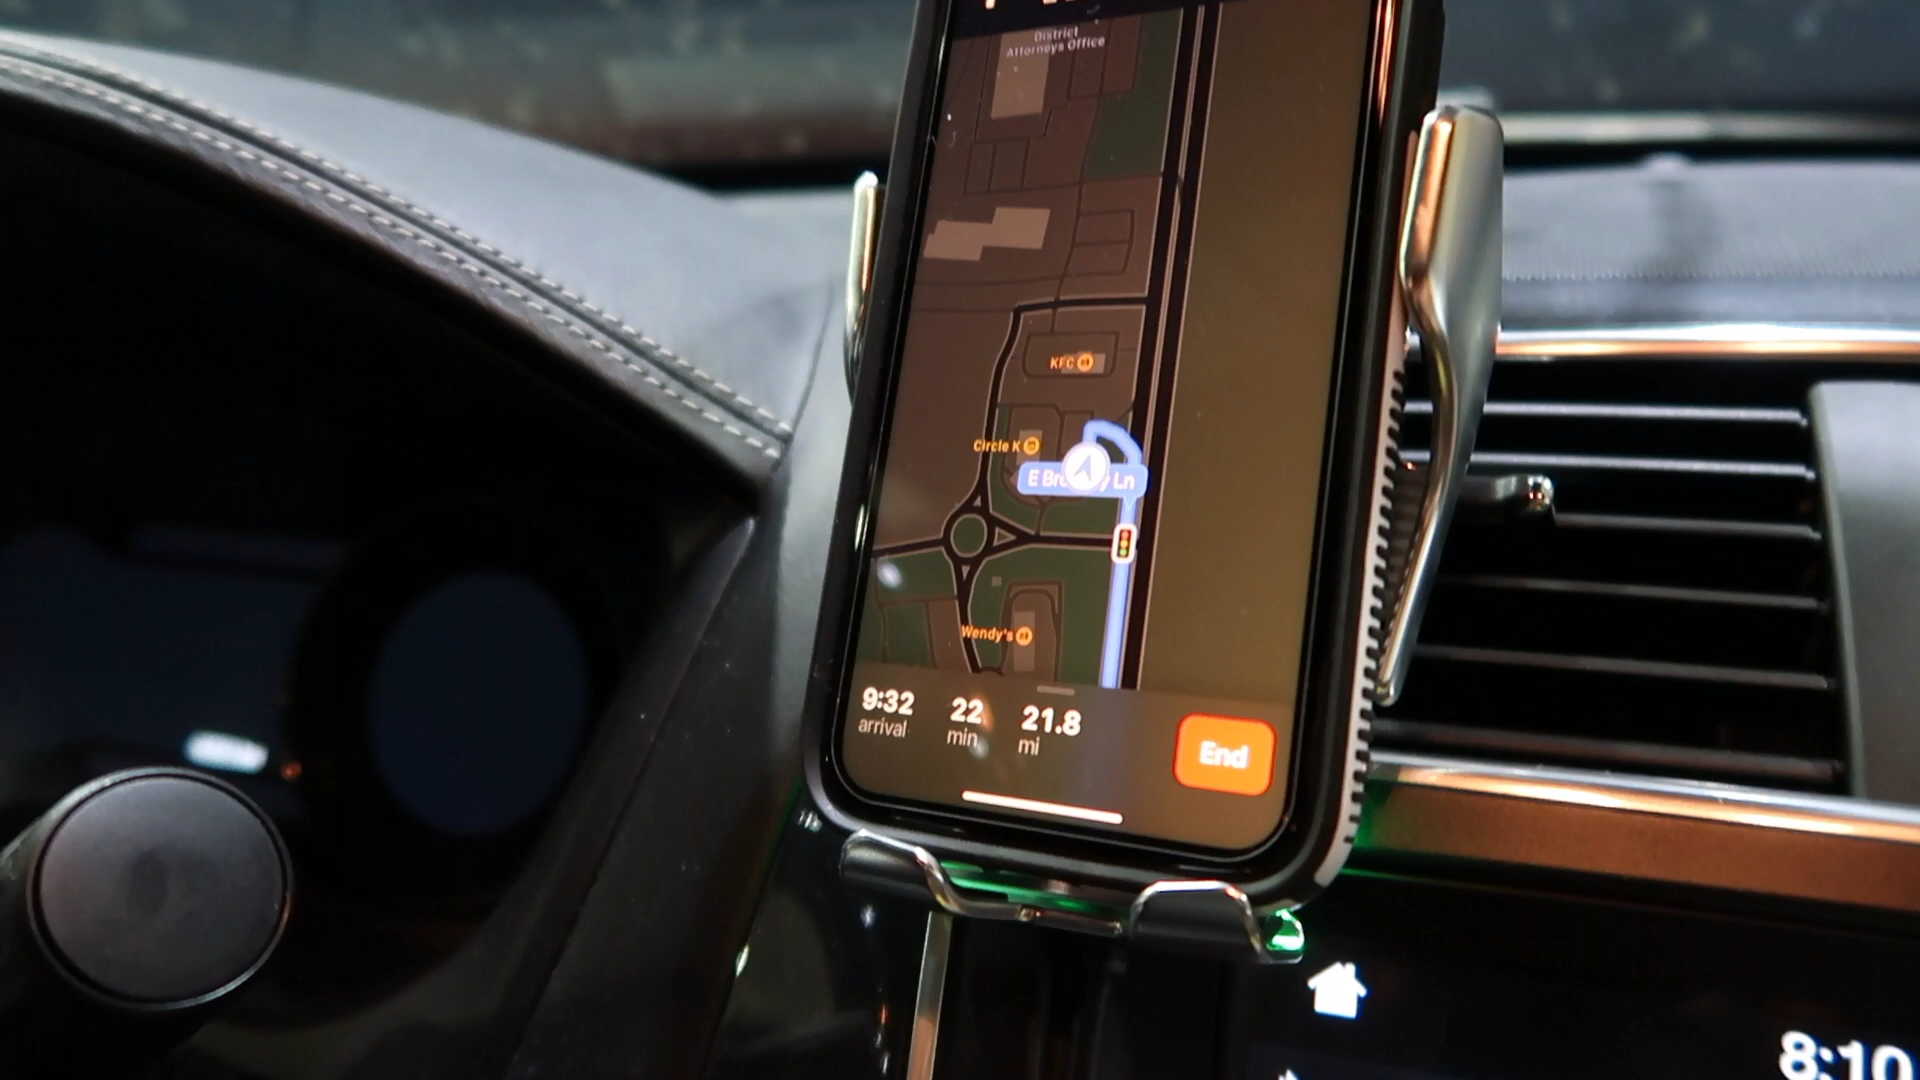 District
Attorneys Office
KFC
Circle K
Ln
Wendy's
9:32
arrival
22
min
21.8
mi
End
8:10